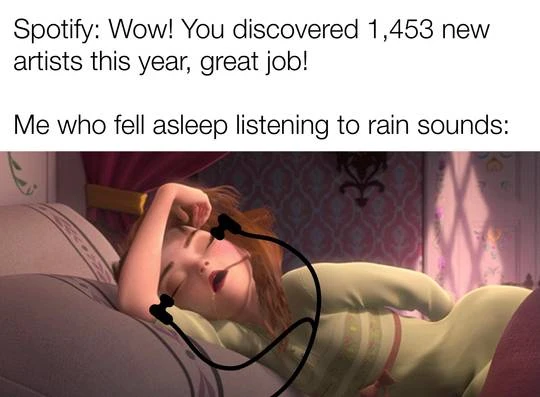 Spotify: Wow! You discovered 1,453 new
artists this year, great job!
Me who fell asleep listening to rain sounds: